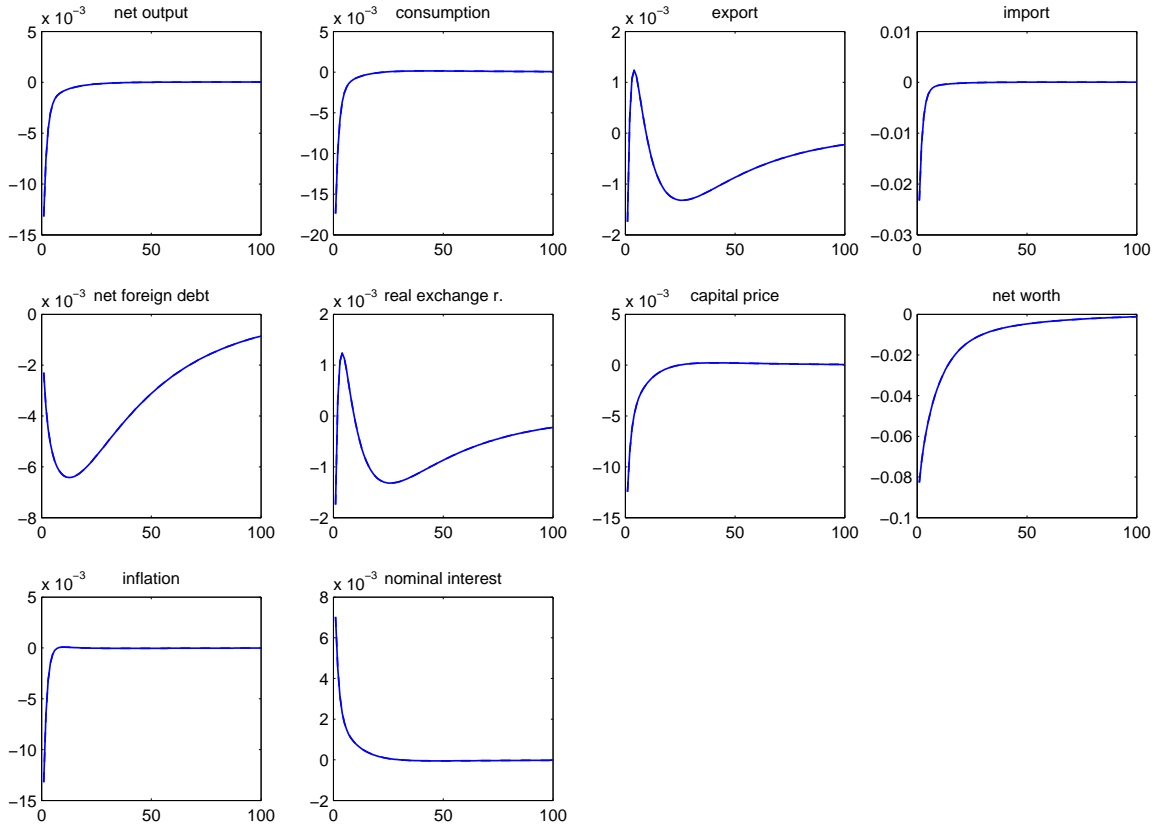 net output
x 10⁻³
5
0
−5
−10
−15
0 50 100
consumption
x 10⁻³
5
0
−5
−10
−15
−20
0 50 100
export
x 10⁻³
2
1
0
−1
−2
0 50 100
import
0.01
0
−0.01
−0.02
−0.03
0 50 100
net foreign debt
x 10⁻³
0
−2
−4
−6
−8
0 50 100
real exchange r.
x 10⁻³
2
1
0
−1
−2
0 50 100
capital price
x 10⁻³
5
0
−5
−10
−15
0 50 100
net worth
0
−0.02
−0.04
−0.06
−0.08
−0.1
0 50 100
inflation
x 10⁻³
5
0
−5
−10
−15
0 50 100
nominal interest
x 10⁻³
8
6
4
2
0
−2
0 50 100